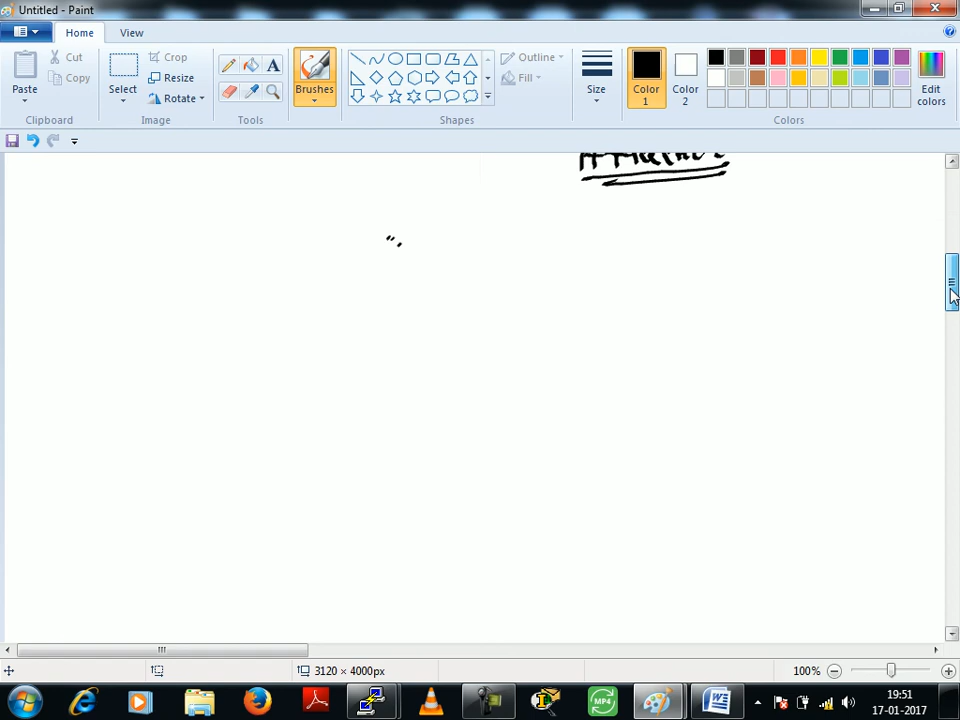 Untitled - Paint
Home View
Paste
Cut
Copy
Clipboard
Select
Crop
Resize
Rotate
Image
A
Tools
Brushes
Outline
Fill
Shapes
Size
Color 1
Color 2
Edit colors
Colors
3120 × 4000px
100%
MP4
W
19:51
17-01-2017